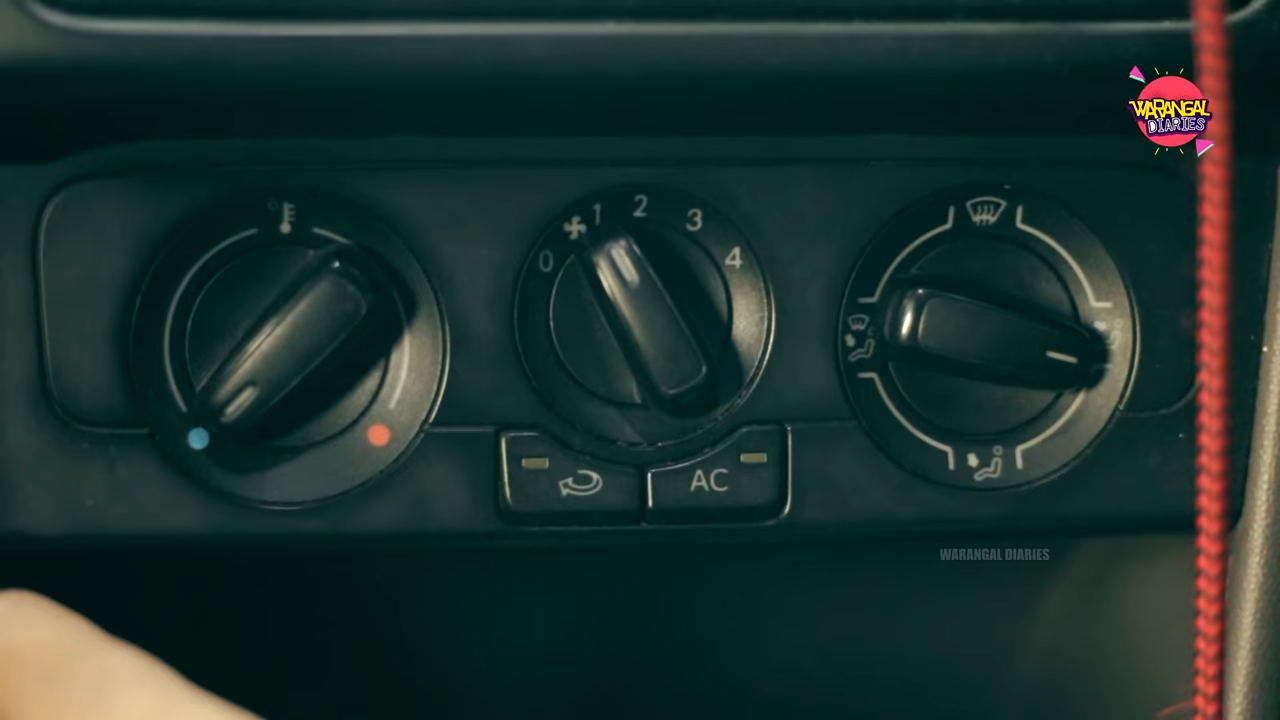 WARANGAL
DIARIES
0 1 2 3 4
AC
WARANGAL DIARIES